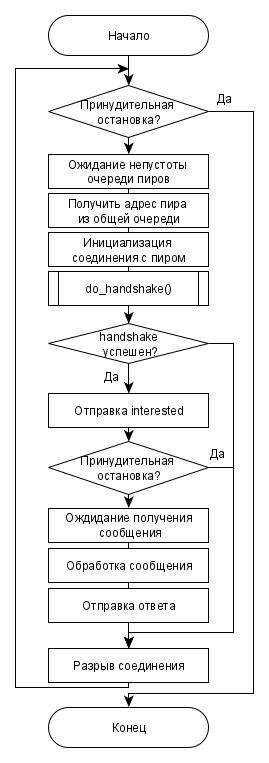 Начало
Да
Принудительная
остановка?
Ожидание непустоты
очереди пиров
Получить адрес пира
из общей очереди
Инициализация
соединения с пиром
do_handshake()
handshake
успешен?
Да
Отправка interested
Да
Принудительная
остановка?
Ождидание получения
сообщения
Обработка сообщения
Отправка ответа
Разрыв соединения
Конец